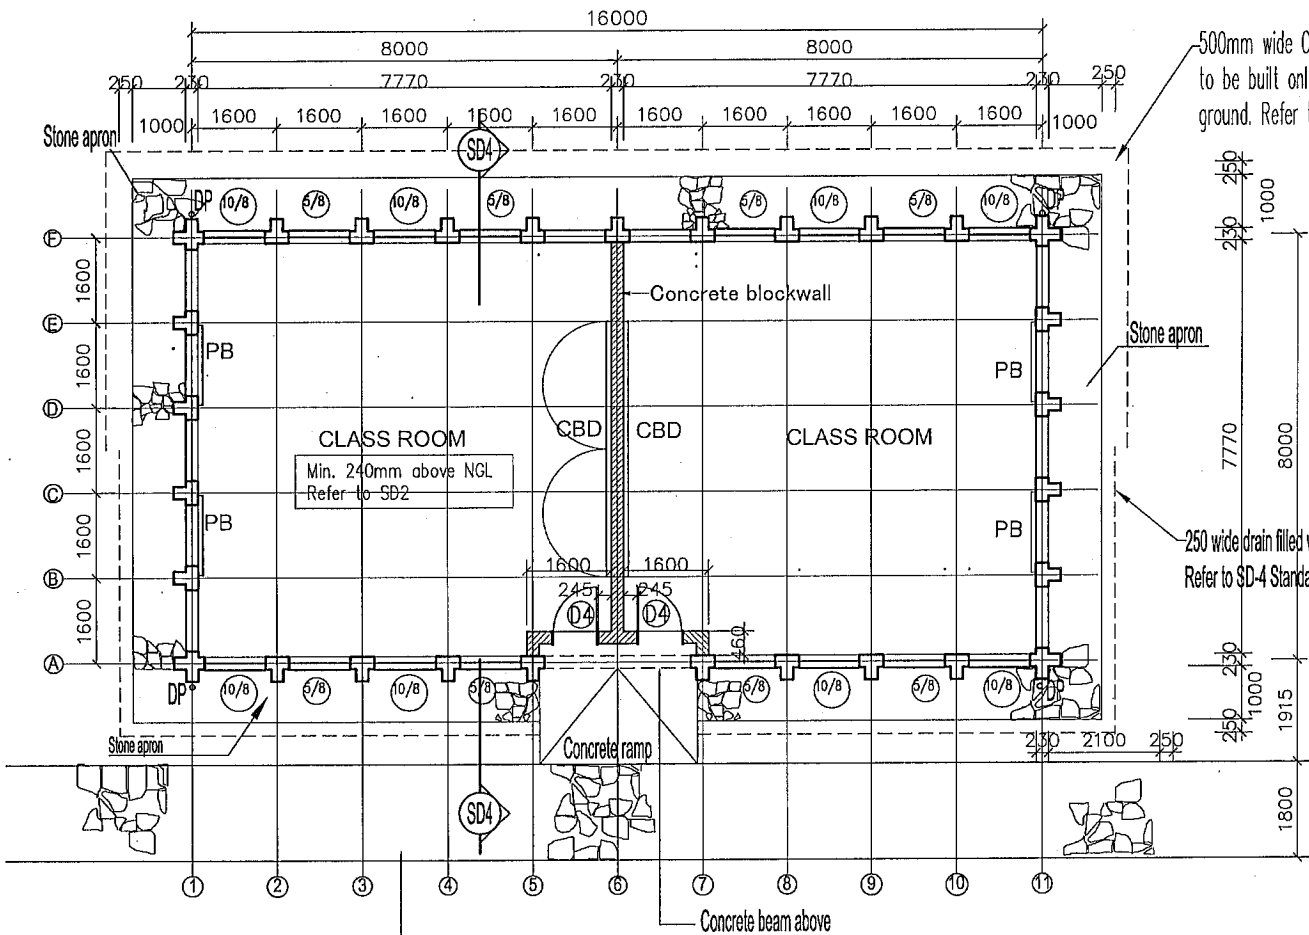 16000
8000 8000
250 230 7770 230 7770 230 250
1000 1600 1600 1600 1600 1600 1600 1600 1600 1600 1600 1000
500mm wide
to be built
ground. Refer
Stone apron
SD4
DP 10/8 5/8 10/8 5/8 5/8 10/8 5/8 10/8 DP
250
1000
230
F
1600
Concrete blockwall
E
1600
PB
PB
Stone apron
D
CLASS ROOM
CBD CBD
CLASS ROOM
7770
8000
Min. 240mm above NGL
Refer to SD2
1600
C
PB
PB
1600
250 wide drain filled
Refer to SD-4
B
1600 1600
245 245
D4 D4
1600
460
A
230
1000
250
1915
DP 10/8 5/8 10/8 5/8 5/8 10/8 5/8 10/8 DP
Stone apron
Concrete ramp
230 2100 250
SD4
1800
1 2 3 4 5 6 7 8 9 10 11
Concrete beam above